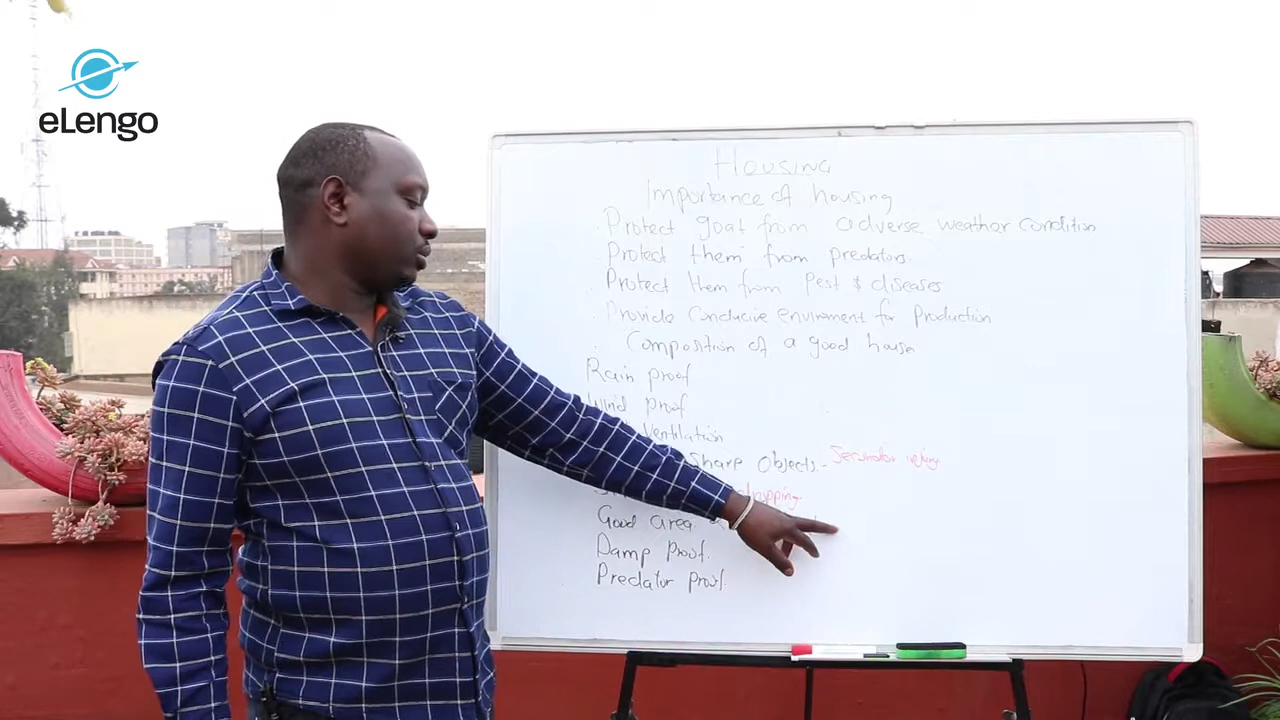 eLengo
HOUSING
Importance of housing
Protect goat from adverse weather condition
Protect them from predators.
Protect them from Pest & diseases
Provide conducive enviroment for production
Composition of a good house
Rain proof
Wind proof
Ventilation
Sharp Objects -
Good area
Damp Proof.
Predator proof.